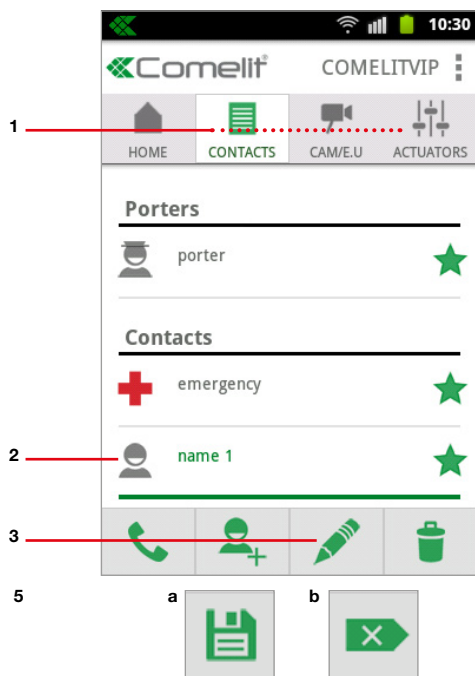 10:30
Comelit® COMELITVIP
1
HOME CONTACTS CAM/E.U ACTUATORS
Porters
porter
Contacts
emergency
2 name 1
3
5 a b